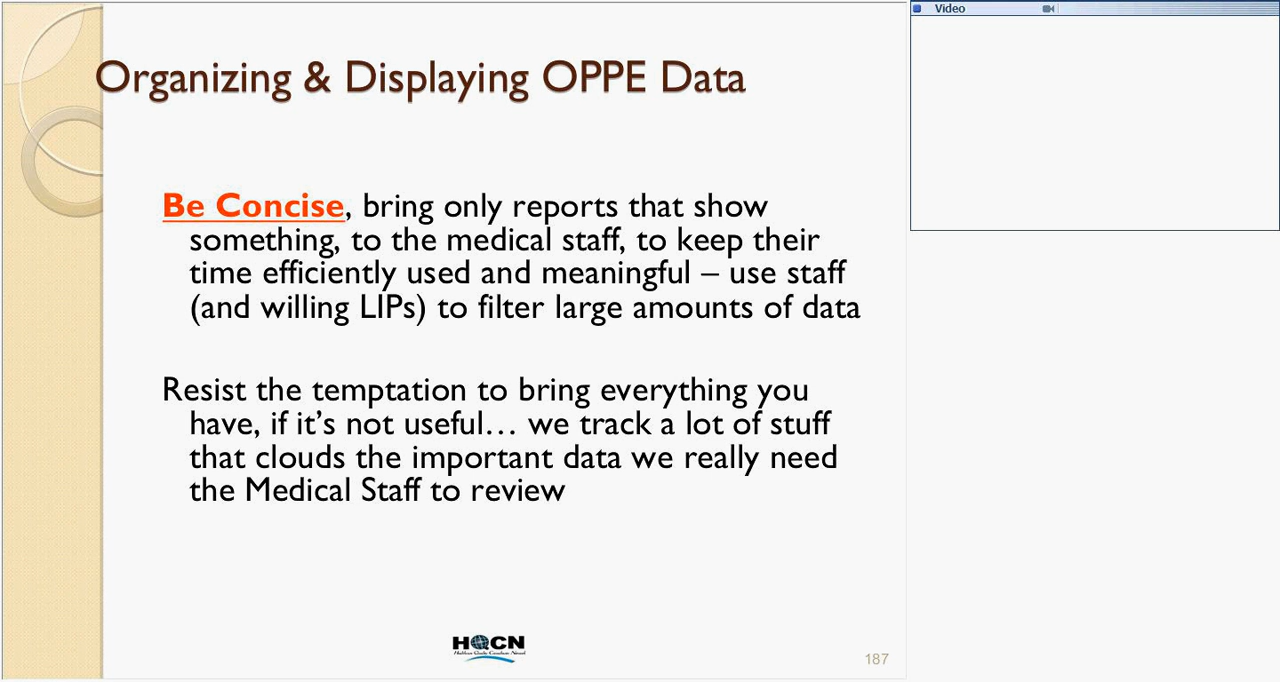 Video
Organizing & Displaying OPPE Data
Be Concise, bring only reports that show
something, to the medical staff, to keep their
time efficiently used and meaningful – use staff
(and willing LIPs) to filter large amounts of data
Resist the temptation to bring everything you
have, if it's not useful… we track a lot of stuff
that clouds the important data we really need
the Medical Staff to review
HQCN
187